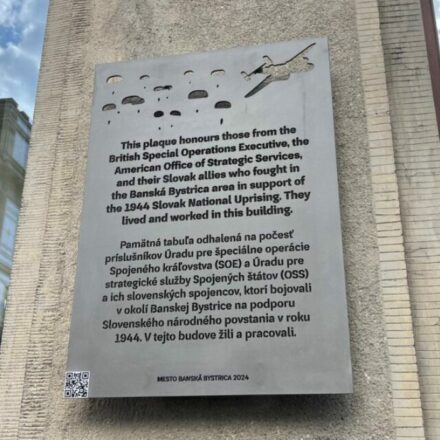 This plaque honours those from the
British Special Operations Executive, the
American Office of Strategic Services,
and their Slovak allies who fought in
the Banská Bystrica area in support of
the 1944 Slovak National Uprising. They
lived and worked in this building.
Pamätná tabuľa odhalená na počesť
príslušníkov Úradu pre špeciálne operácie
Spojeného kráľovstva (SOE) a Úradu pre
strategické služby Spojených štátov (OSS)
a ich slovenských spojencov, ktorí bojovali
v okolí Banskej Bystrice na podporu
Slovenského národného povstania v roku
1944. V tejto budove žili a pracovali.
MESTO BANSKÁ BYSTRICA 2024